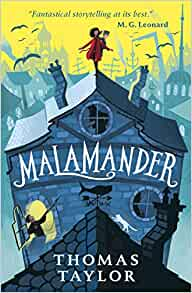 "Fantastical storytelling at its best."
M. G. Leonard
MALAMANDER
THOMAS
TAYLOR